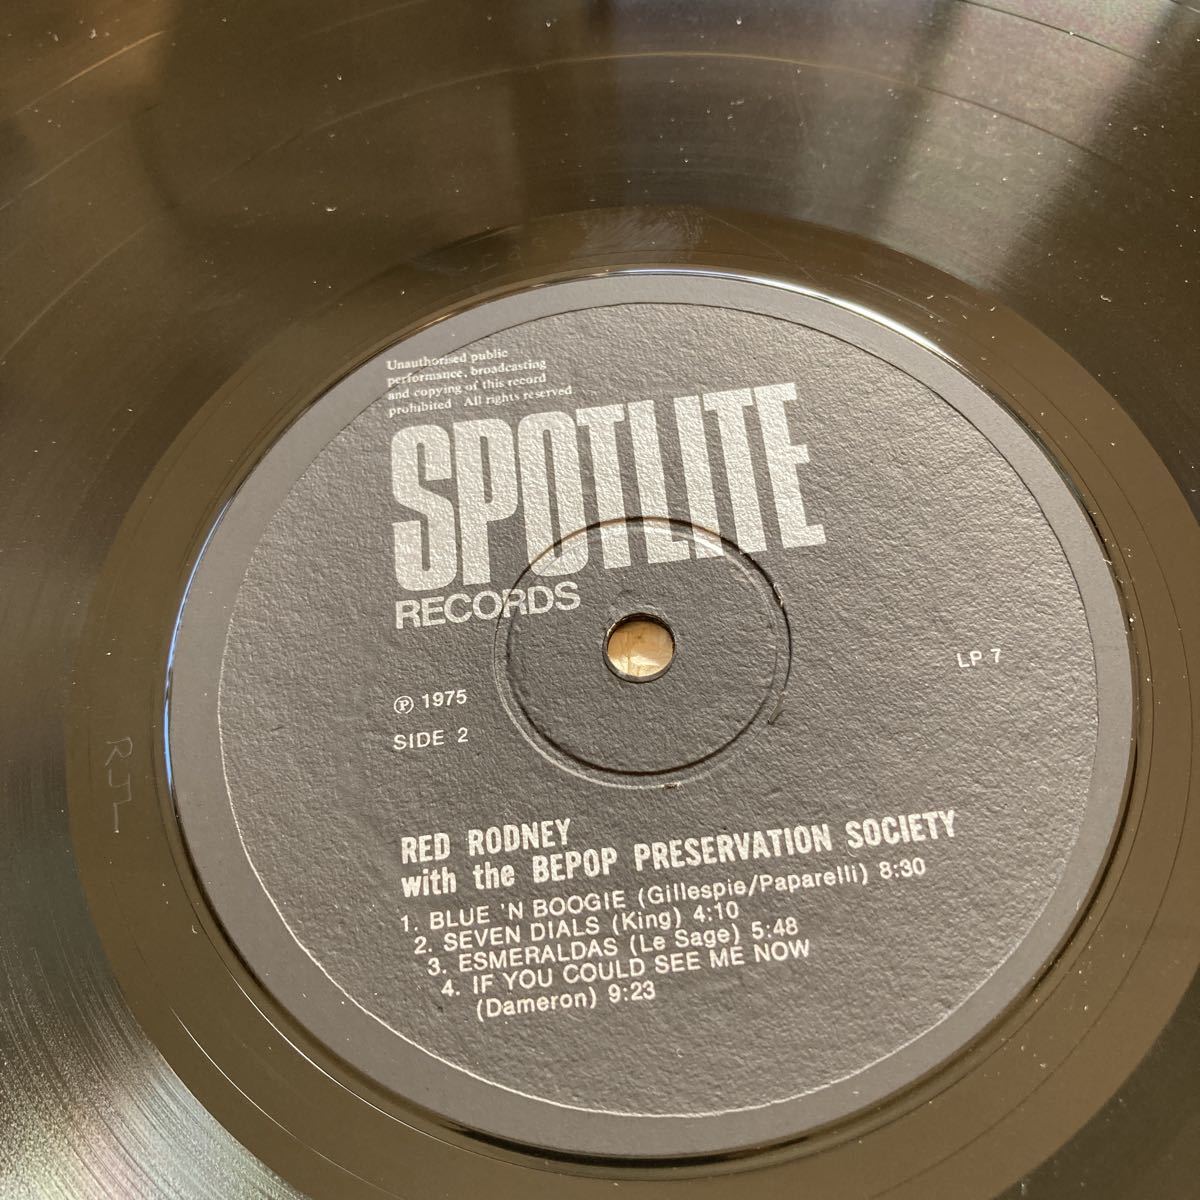 Unauthorised public
performance, broadcasting
and copying of this record
prohibited All rights reserved
SPOTLITE
RECORDS
℗ 1975
SIDE 2
LP 7
RED RODNEY
with the BEPOP PRESERVATION SOCIETY
1. BLUE 'N BOOGIE (Gillespie/Paparelli) 8:30
2. SEVEN DIALS (King) 4:10
3. ESMERALDAS (Le Sage) 5:48
4. IF YOU COULD SEE ME NOW
(Dameron) 9:23